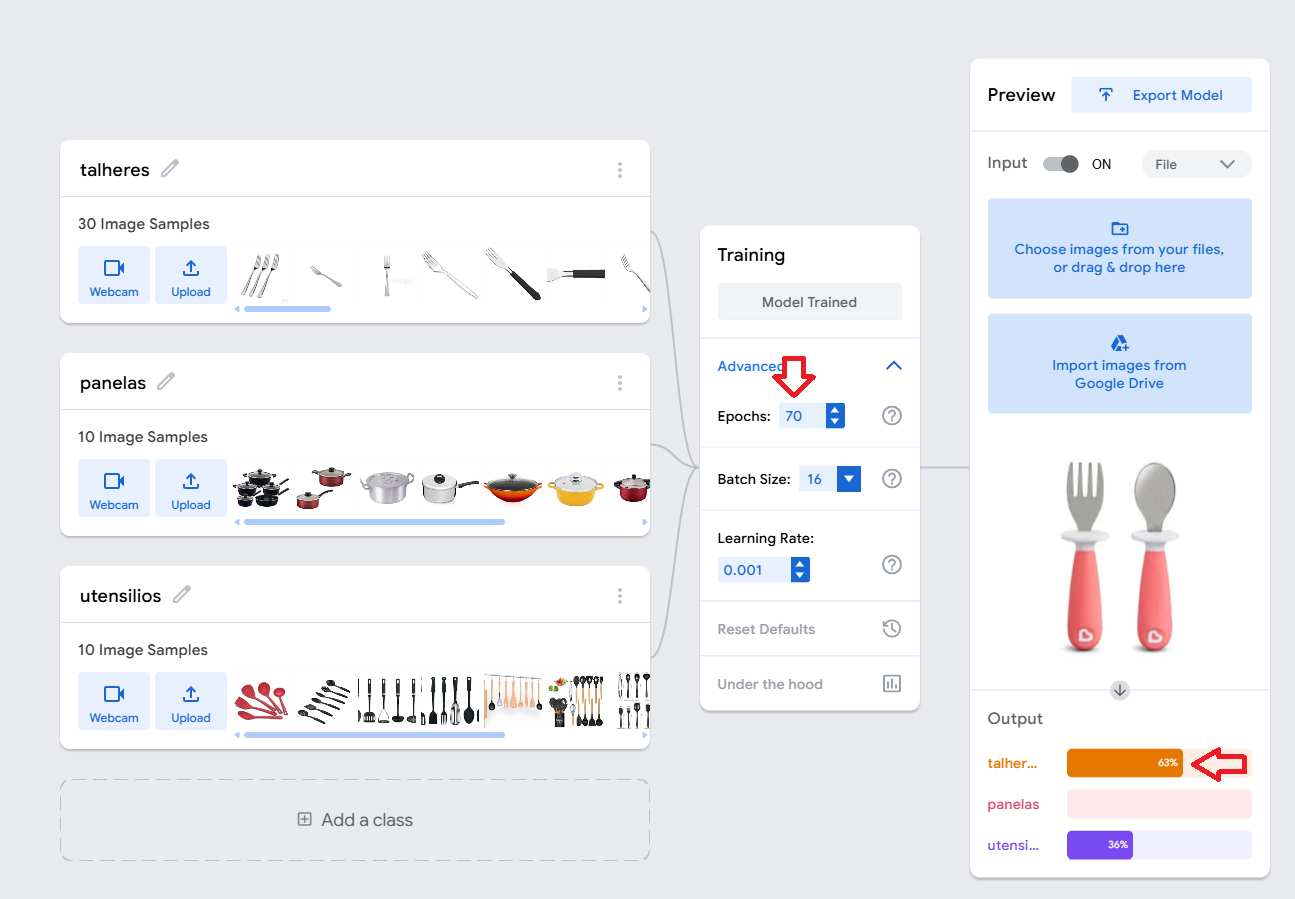 talheres
30 Image Samples
Webcam
Upload
panelas
10 Image Samples
Webcam
Upload
utensilios
10 Image Samples
Webcam
Upload
Add a class
Training
Model Trained
Advanced
Epochs: 70
Batch Size: 16
Learning Rate:
0.001
Reset Defaults
Under the hood
Preview
Export Model
Input ON File
Choose images from your files,
or drag & drop here
Import images from
Google Drive
Output
talher... 63%
panelas
utensi... 36%